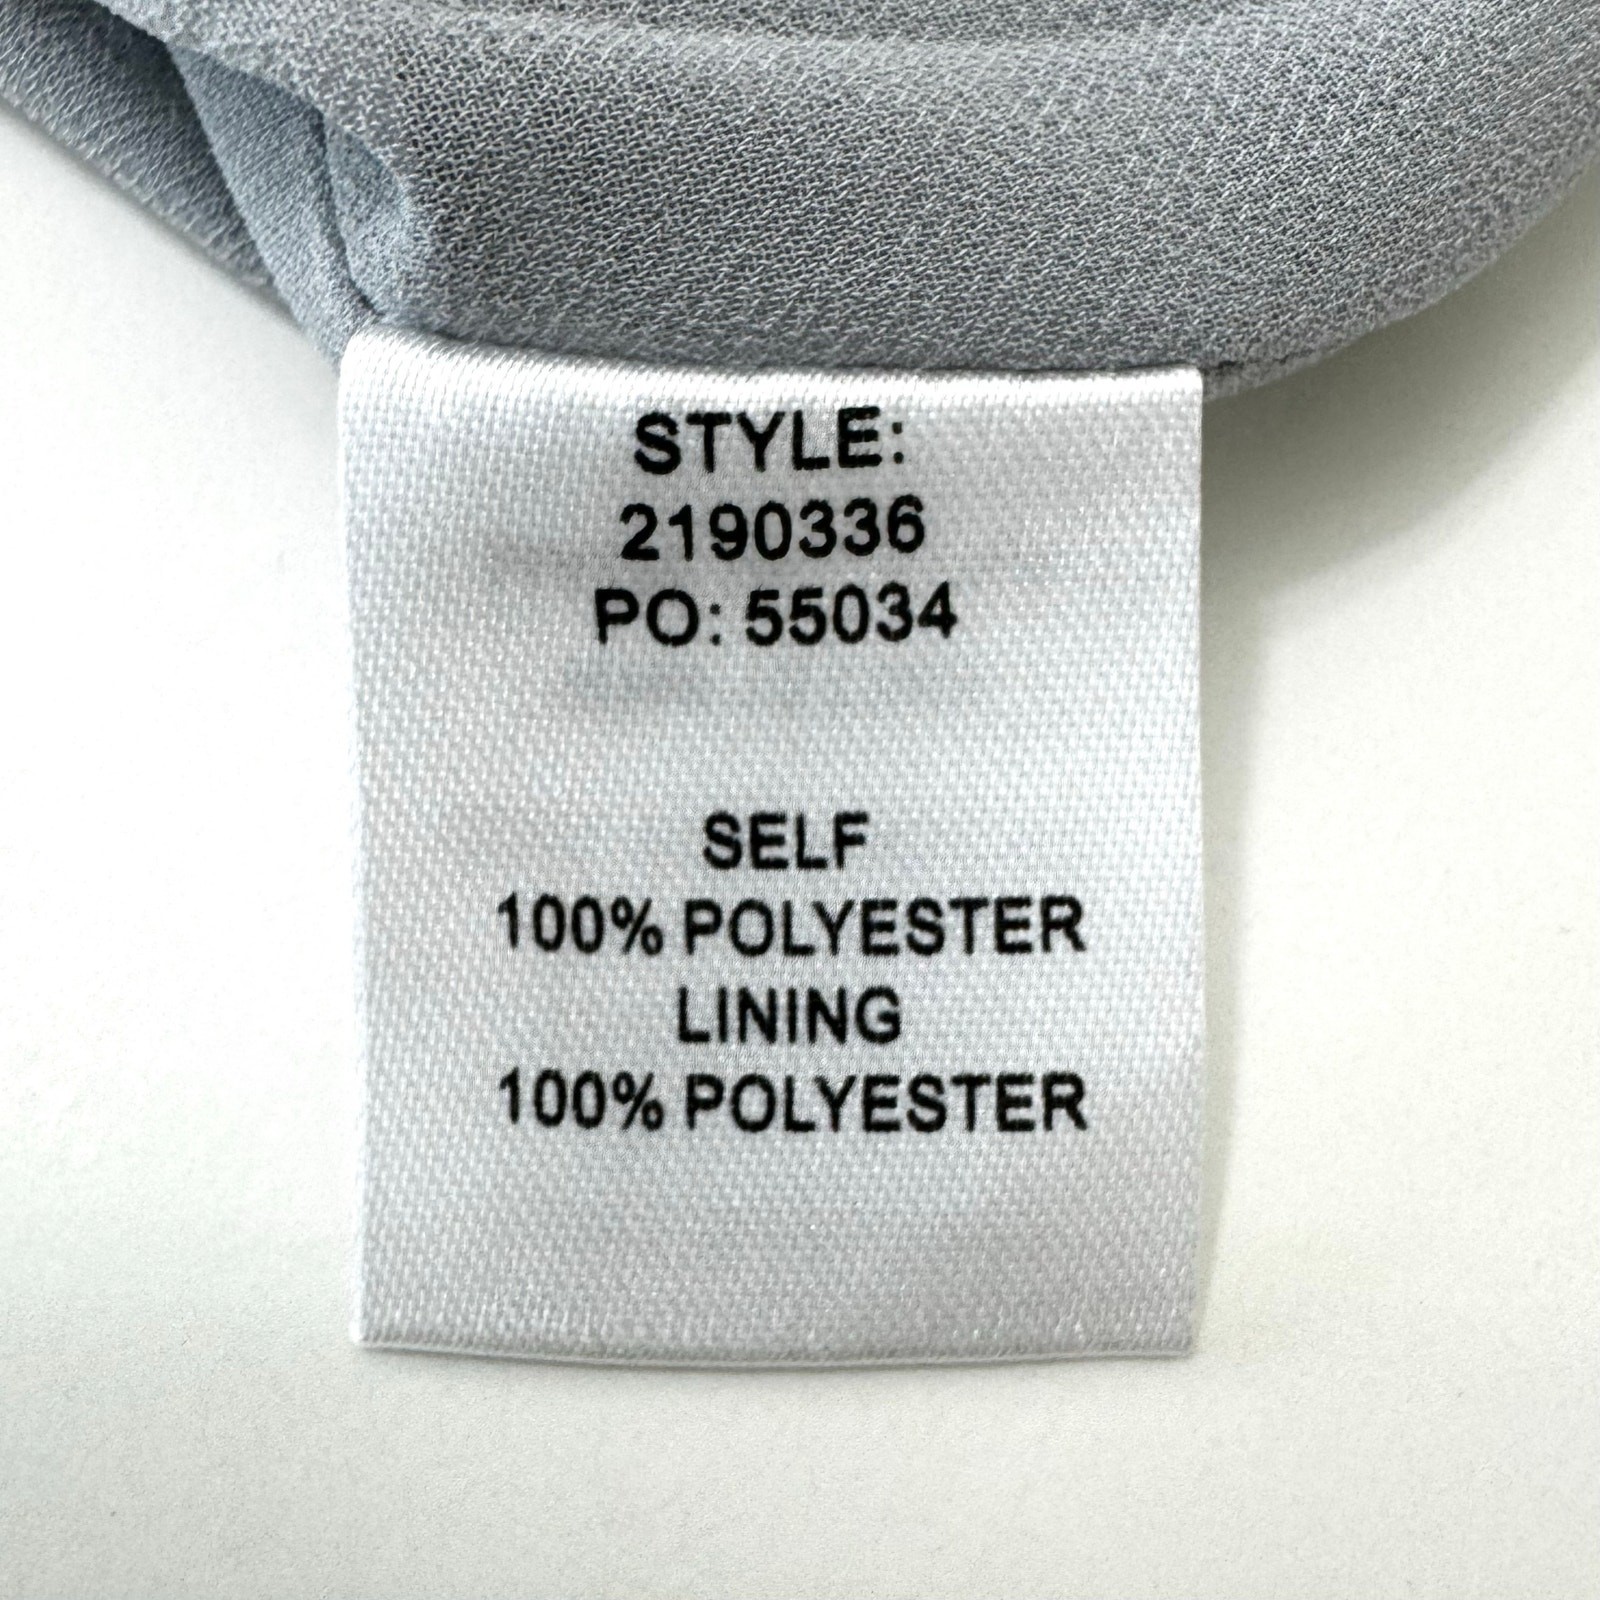 STYLE:
2190336
PO: 55034
SELF
100% POLYESTER
LINING
100% POLYESTER